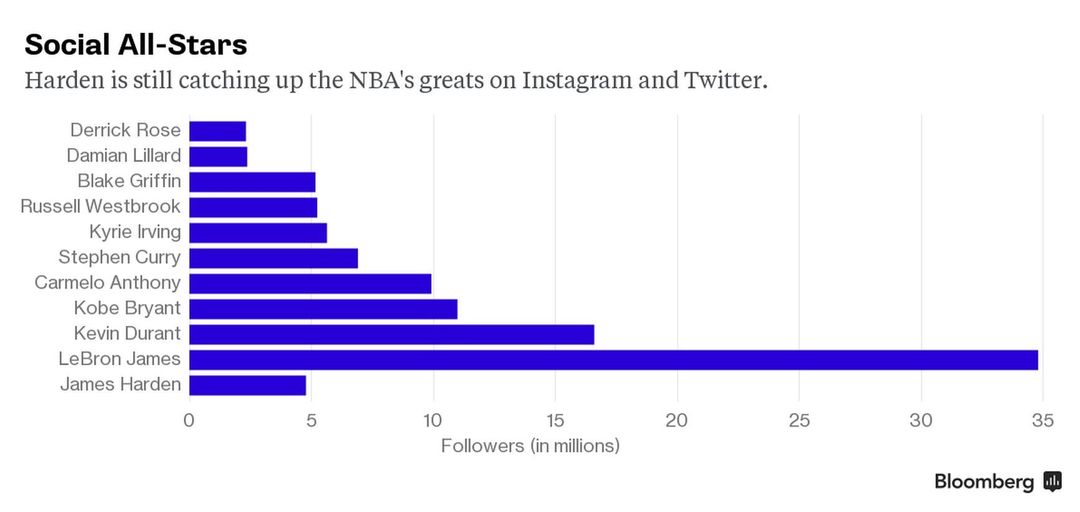 Social All-Stars
Harden is still catching up the NBA's greats on Instagram and Twitter.
Derrick Rose
Damian Lillard
Blake Griffin
Russell Westbrook
Kyrie Irving
Stephen Curry
Carmelo Anthony
Kobe Bryant
Kevin Durant
LeBron James
James Harden
0 5 10 15 20 25 30 35
Followers (in millions)
Bloomberg